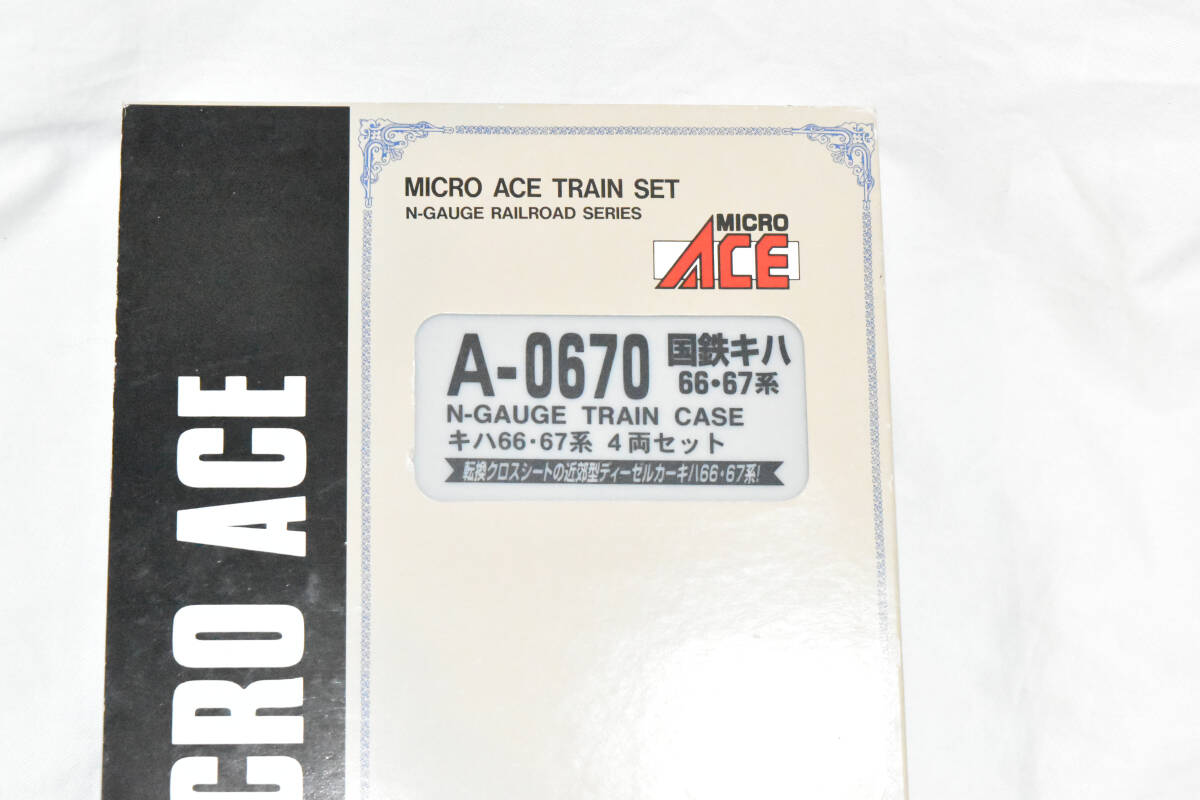 MICRO ACE TRAIN SET
N-GAUGE RAILROAD SERIES
MICRO
ACE
A-0670 国鉄キハ
66・67系
N-GAUGE TRAIN CASE
キハ66・67系 4両セット
転換クロスシートの近郊型ディーゼルカーキハ66・67系!
CRO ACE